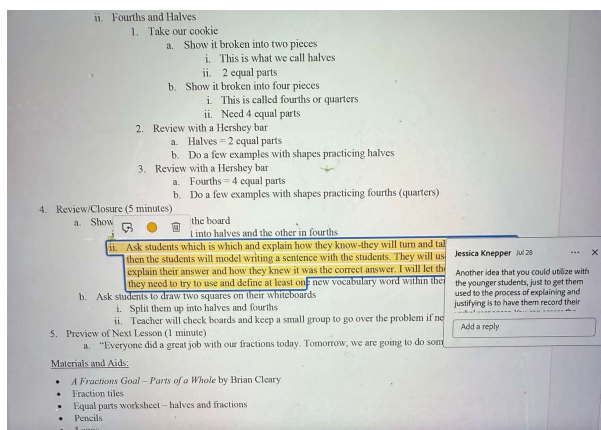 ii. Fourths and Halves
1. Take our cookie
a. Show it broken into two pieces
i. This is what we call halves
ii. 2 equal parts
b. Show it broken into four pieces
i. This is called fourths or quarters
ii. Need 4 equal parts
2. Review with a Hershey bar
a. Halves = 2 equal parts
b. Do a few examples with shapes practicing halves
3. Review with a Hershey bar
a. Fourths = 4 equal parts
b. Do a few examples with shapes practicing fourths (quarters)
4. Review/Closure (5 minutes)
a. Show the board
into halves and the other in fourths
ii. Ask students which is which and explain how they know-they will turn and tal
then the students will model writing a sentence with the students. They will us
explain their answer and how they knew it was the correct answer. I will let the
they need to try to use and define at least one new vocabulary word within thei
b. Ask students to draw two squares on their whiteboards
i. Split them up into halves and fourths
ii. Teacher will check boards and keep a small group to go over the problem if ne
5. Preview of Next Lesson (1 minute)
a. "Everyone did a great job with our fractions today. Tomorrow, we are going to do som
Materials and Aids:
• A Fractions Goal – Parts of a Whole by Brian Cleary
• Fraction tiles
• Equal parts worksheet – halves and fractions
• Pencils
Jessica Knepper Jul 28
Another idea that you could utilize with
the younger students, just to get them
used to the process of explaining and
justifying is to have them record their
Add a reply